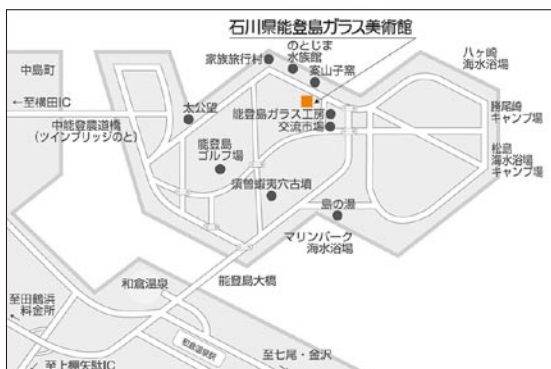 石川県能登島ガラス美術館
のとじま
水族館
家族旅行村
案山子窯
八ヶ崎
海水浴場
中島町
←至横田IC
太公望
能登島ガラス工房
交流市場
勝尾崎
キャンプ場
中能登農道橋
(ツインブリッジのと)
能登島
ゴルフ場
松島
海水浴場
キャンプ場
須曽蝦夷穴古墳
島の湯
マリンパーク
海水浴場
和倉温泉
能登島大橋
至田鶴浜
料金所
和倉温泉駅
至七尾・金沢
至上棚矢駄IC